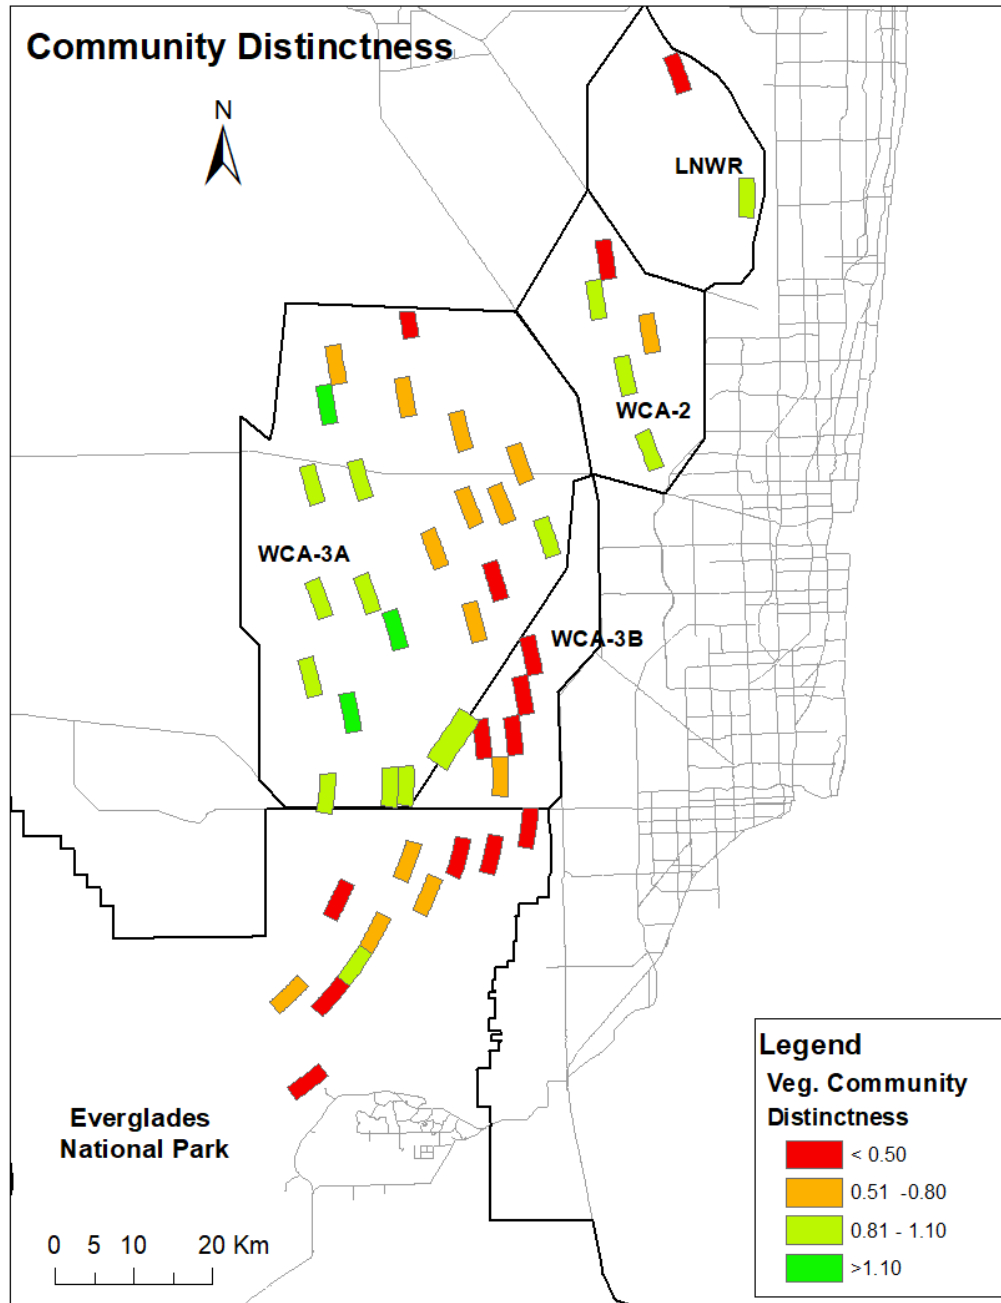 Community Distinctness
N
LNWR
WCA-2
WCA-3A
WCA-3B
Everglades
National Park
0 5 10 20 Km
Legend
Veg. Community
Distinctness
< 0.50
0.51 -0.80
0.81 - 1.10
>1.10